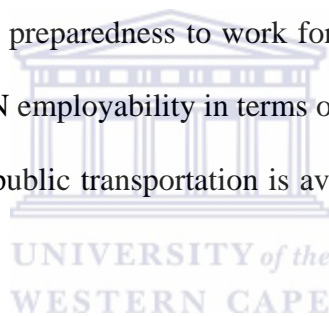 preparedness to work for
employability in terms o
public transportation is av
UNIVERSITY of the
WESTERN CAPE